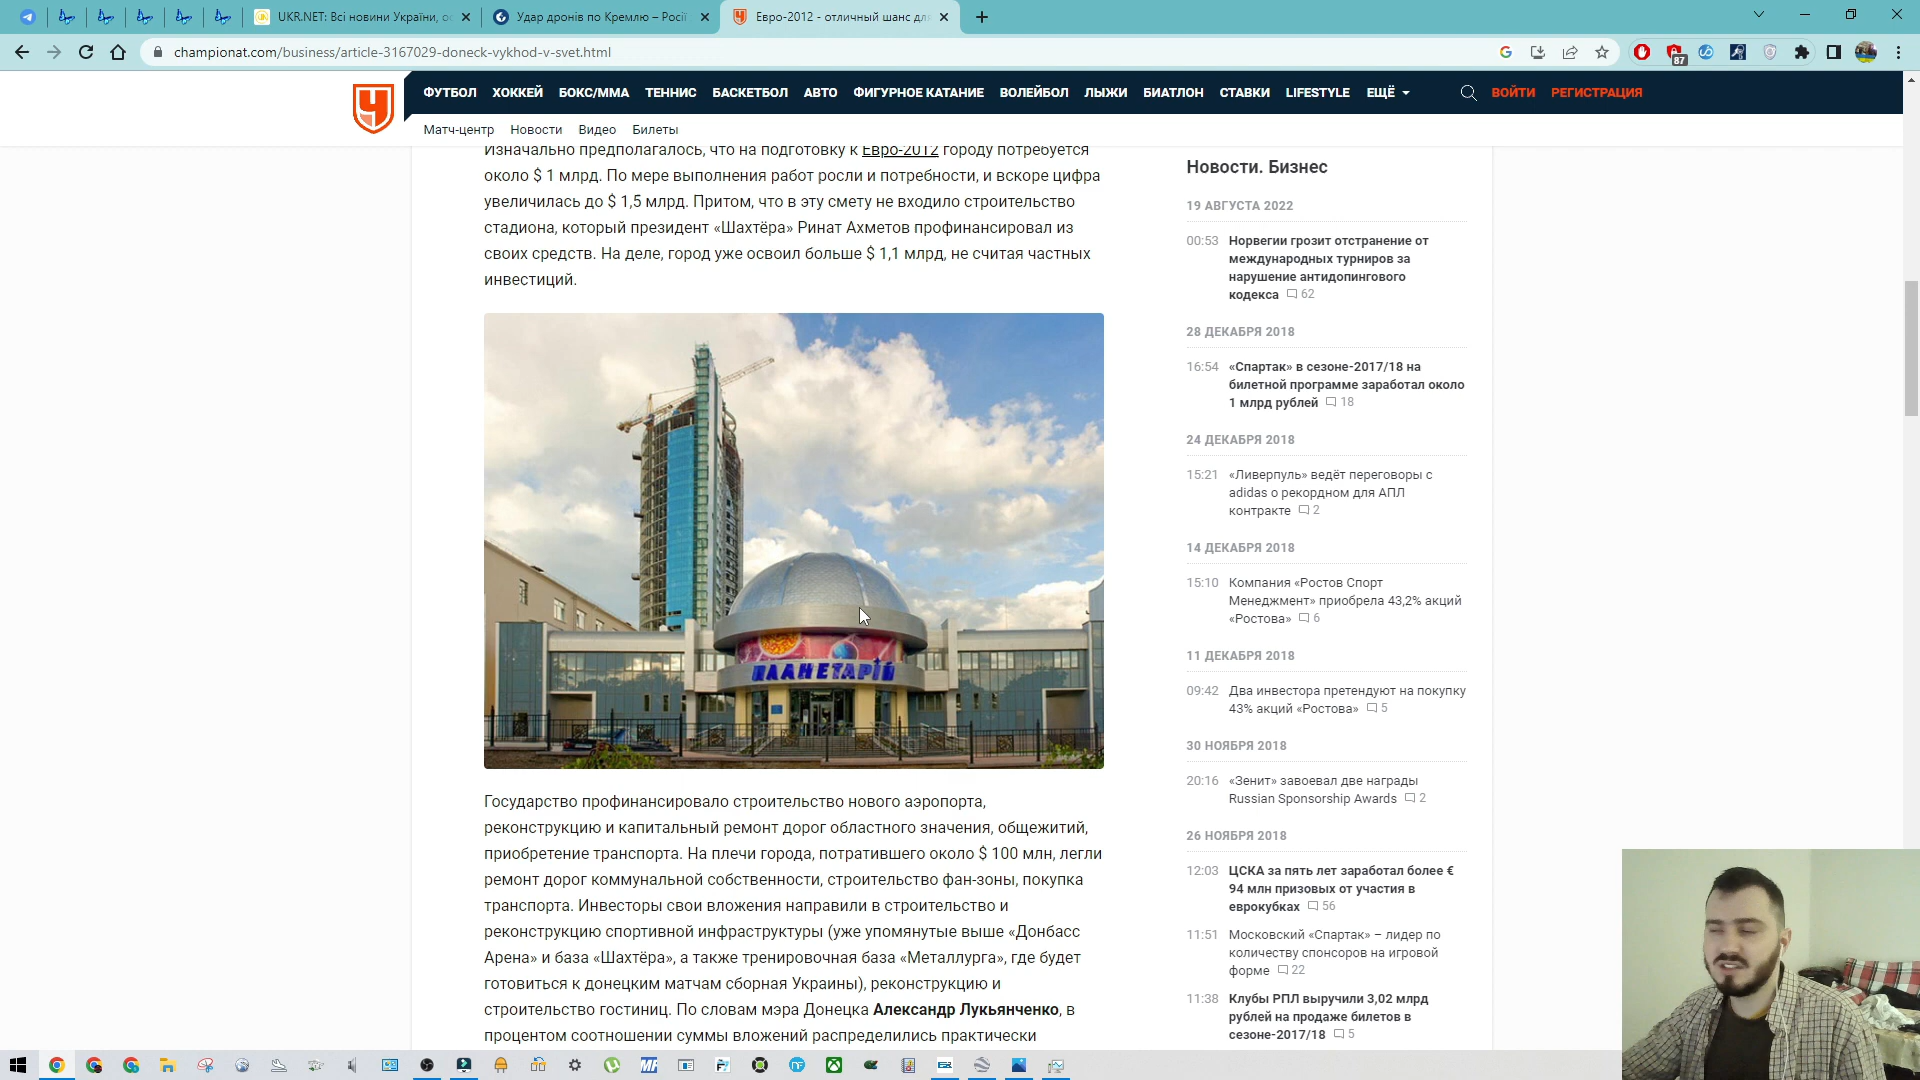 UKR.NET: Всі новини України, ос
Удар дронів по Кремлю – Росії
Евро-2012 - отличный шанс для
championat.com/business/article-3167029-doneck-vykhod-v-svet.html
87
ФУТБОЛ ХОККЕЙ БОКС/ММА ТЕННИС БАСКЕТБОЛ АВТО ФИГУРНОЕ КАТАНИЕ ВОЛЕЙБОЛ ЛЫЖИ БИАТЛОН СТАВКИ LIFESTYLE ЕЩЁ ВОЙТИ РЕГИСТРАЦИЯ
Матч-центр Новости Видео Билеты
Изначально предполагалось, что на подготовку к Евро-2012 городу потребуется
около $ 1 млрд. По мере выполнения работ росли и потребности, и вскоре цифра
увеличилась до $ 1,5 млрд. Притом, что в эту смету не входило строительство
стадиона, который президент «Шахтёра» Ринат Ахметов профинансировал из
своих средств. На деле, город уже освоил больше $ 1,1 млрд, не считая частных
инвестиций.
ПЛАНЕТАРІЙ
Государство профинансировало строительство нового аэропорта,
реконструкцию и капитальный ремонт дорог областного значения, общежитий,
приобретение транспорта. На плечи города, потратившего около $ 100 млн, легли
ремонт дорог коммунальной собственности, строительство фан-зоны, покупка
транспорта. Инвесторы свои вложения направили в строительство и
реконструкцию спортивной инфраструктуры (уже упомянутые выше «Донбасс
Арена» и база «Шахтёра», а также тренировочная база «Металлурга», где будет
готовиться к донецким матчам сборная Украины), реконструкцию и
строительство гостиниц. По словам мэра Донецка Александр Лукьянченко, в
процентом соотношении суммы вложений распределились практически
Новости. Бизнес
19 АВГУСТА 2022
00:53 Норвегии грозит отстранение от
международных турниров за
нарушение антидопингового
кодекса 62
28 ДЕКАБРЯ 2018
16:54 «Спартак» в сезоне-2017/18 на
билетной программе заработал около
1 млрд рублей 18
24 ДЕКАБРЯ 2018
15:21 «Ливерпуль» ведёт переговоры с
adidas о рекордном для АПЛ
контракте 2
14 ДЕКАБРЯ 2018
15:10 Компания «Ростов Спорт
Менеджмент» приобрела 43,2% акций
«Ростова» 6
11 ДЕКАБРЯ 2018
09:42 Два инвестора претендуют на покупку
43% акций «Ростова» 5
30 НОЯБРЯ 2018
20:16 «Зенит» завоевал две награды
Russian Sponsorship Awards 2
26 НОЯБРЯ 2018
12:03 ЦСКА за пять лет заработал более €
94 млн призовых от участия в
еврокубках 56
11:51 Московский «Спартак» – лидер по
количеству спонсоров на игровой
форме 22
11:38 Клубы РПЛ выручили 3,02 млрд
рублей на продаже билетов в
сезоне-2017/18 5